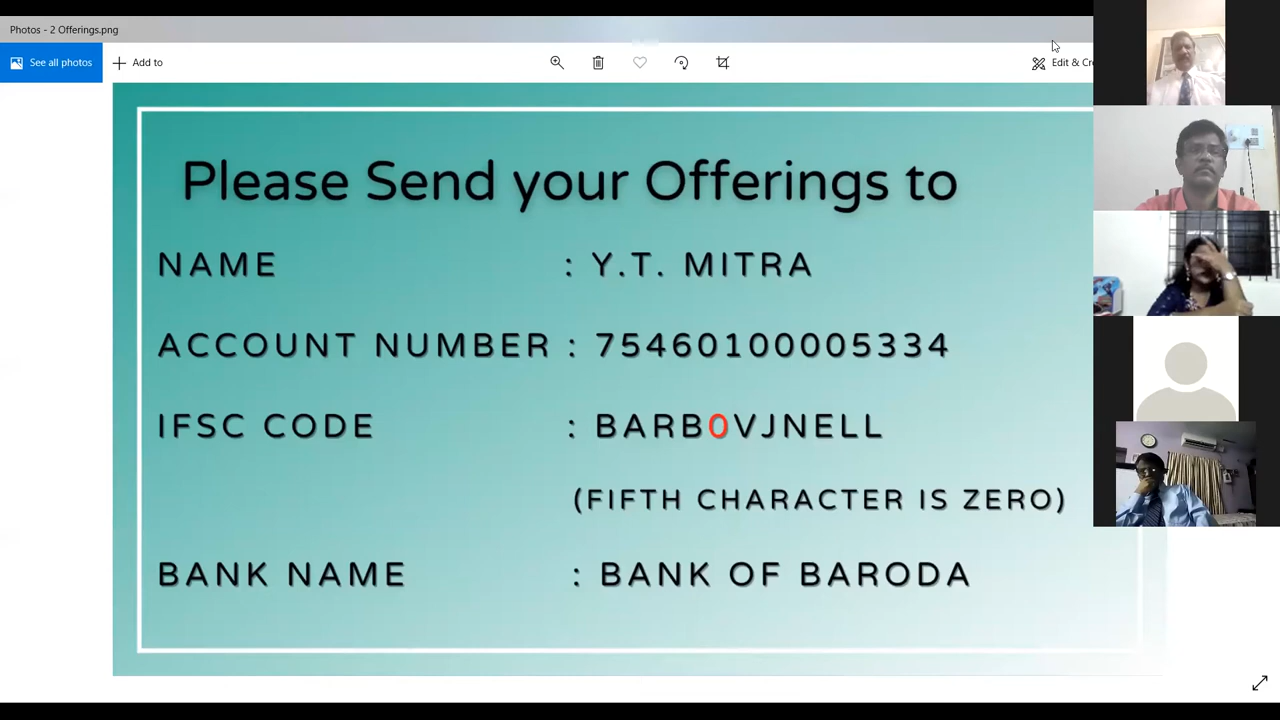 Photos - 2 Offerings.png
See all photos
Add to
Edit & Cr
Please Send your Offerings to
NAME : Y.T. MITRA
ACCOUNT NUMBER : 75460100005334
IFSC CODE : BARB0VJNELL
(FIFTH CHARACTER IS ZERO)
BANK NAME : BANK OF BARODA